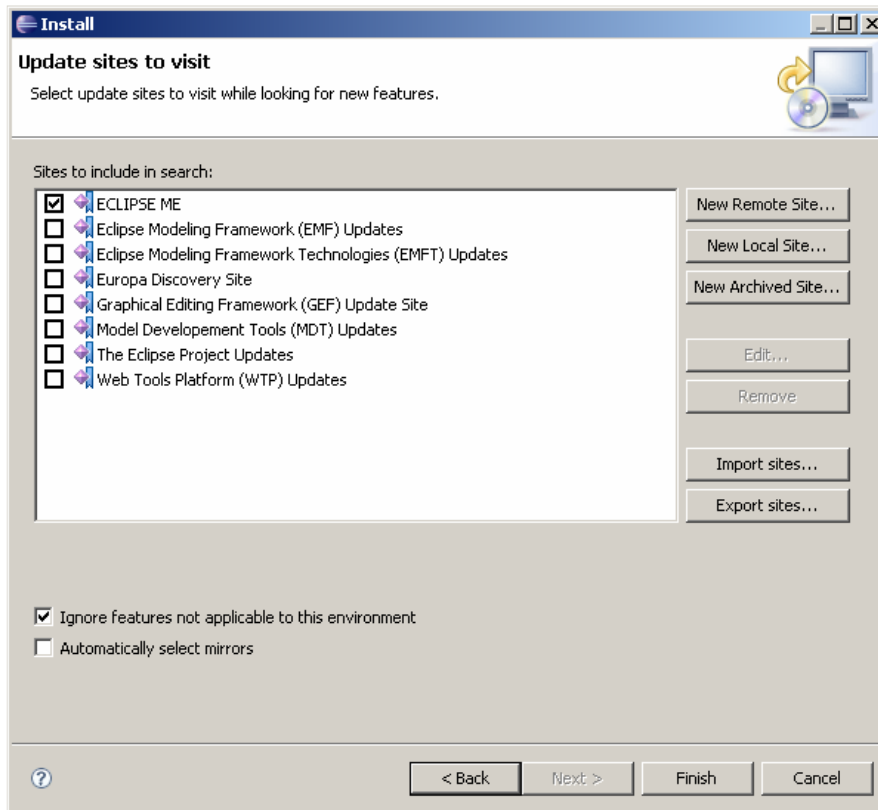 Install
Update sites to visit
Select update sites to visit while looking for new features.
Sites to include in search:
ECLIPSE ME
Eclipse Modeling Framework (EMF) Updates
Eclipse Modeling Framework Technologies (EMFT) Updates
Europa Discovery Site
Graphical Editing Framework (GEF) Update Site
Model Developement Tools (MDT) Updates
The Eclipse Project Updates
Web Tools Platform (WTP) Updates
New Remote Site...
New Local Site...
New Archived Site...
Edit...
Remove
Import sites...
Export sites...
Ignore features not applicable to this environment
Automatically select mirrors
?
< Back
Next >
Finish
Cancel